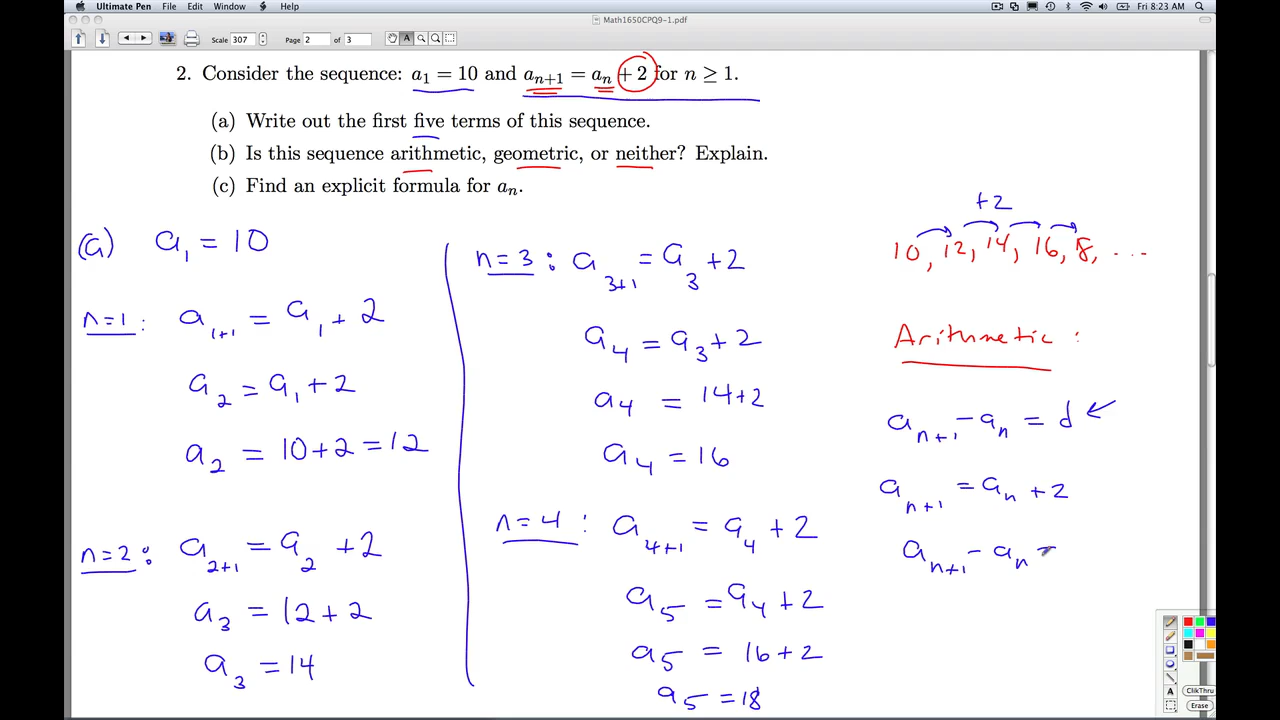 Ultimate Pen File Edit Window Help Fri 8:23 AM
Math1650CPQ9-1.pdf
Scale 307 Page 2 of 3
2. Consider the sequence: a₁ = 10 and aₙ₊₁ = aₙ + 2 for n ≥ 1.
(a) Write out the first five terms of this sequence.
(b) Is this sequence arithmetic, geometric, or neither? Explain.
(c) Find an explicit formula for aₙ.
(a) a₁ = 10
n=1: a₁₊₁ = a₁ + 2
a₂ = a₁ + 2
a₂ = 10+2 = 12
n=2: a₂₊₁ = a₂ + 2
a₃ = 12 + 2
a₃ = 14
n=3: a₃₊₁ = a₃ + 2
a₄ = a₃ + 2
a₄ = 14+2
a₄ = 16
n=4: a₄₊₁ = a₄ + 2
a₅ = a₄ + 2
a₅ = 16+2
a₅ = 18
+2
10, 12, 14, 16, 8, ...
Arithmetic:
aₙ₊₁ - aₙ = d
aₙ₊₁ = aₙ + 2
aₙ₊₁ - aₙ =
ClikThru
Erase